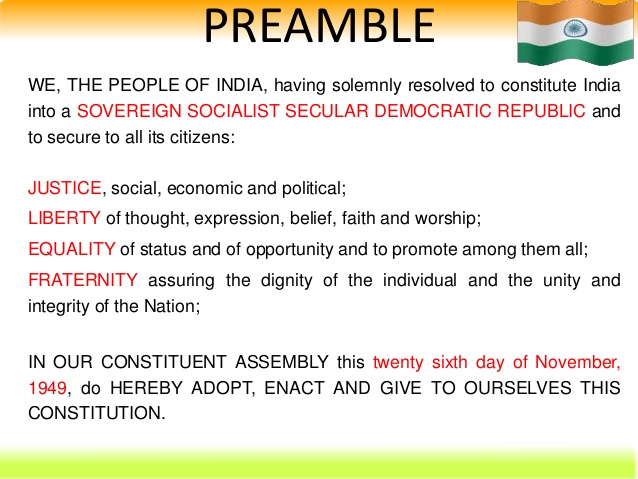 PREAMBLE
WE, THE PEOPLE OF INDIA, having solemnly resolved to constitute India
into a SOVEREIGN SOCIALIST SECULAR DEMOCRATIC REPUBLIC and
to secure to all its citizens:
JUSTICE, social, economic and political;
LIBERTY of thought, expression, belief, faith and worship;
EQUALITY of status and of opportunity and to promote among them all;
FRATERNITY assuring the dignity of the individual and the unity and
integrity of the Nation;
IN OUR CONSTITUENT ASSEMBLY this twenty sixth day of November,
1949, do HEREBY ADOPT, ENACT AND GIVE TO OURSELVES THIS
CONSTITUTION.